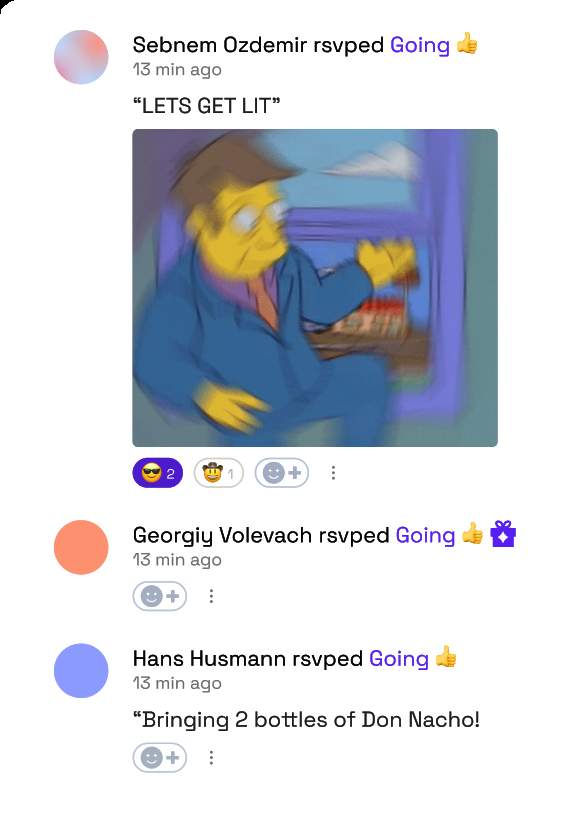 Sebnem Ozdemir rsvped Going 👍
13 min ago
“LETS GET LIT”
😎 2 🤠 1
Georgiy Volevach rsvped Going 👍
13 min ago
Hans Husmann rsvped Going 👍
13 min ago
“Bringing 2 bottles of Don Nacho!